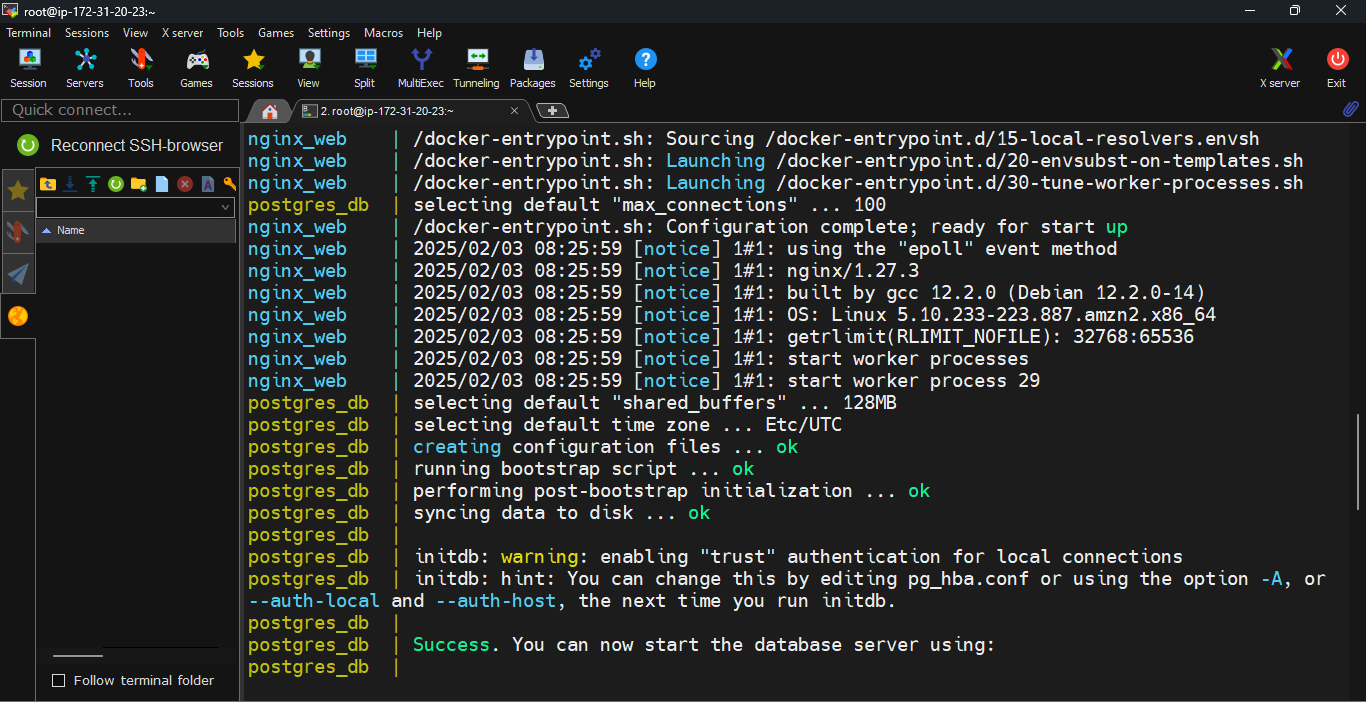 root@ip-172-31-20-23:~
Terminal Sessions View X server Tools Games Settings Macros Help
Session Servers Tools Games Sessions View Split MultiExec Tunneling Packages Settings Help X server Exit
Quick connect...
2. root@ip-172-31-20-23:~
Reconnect SSH-browser
Name
Follow terminal folder
nginx_web | /docker-entrypoint.sh: Sourcing /docker-entrypoint.d/15-local-resolvers.envsh
nginx_web | /docker-entrypoint.sh: Launching /docker-entrypoint.d/20-envsubst-on-templates.sh
nginx_web | /docker-entrypoint.sh: Launching /docker-entrypoint.d/30-tune-worker-processes.sh
postgres_db | selecting default "max_connections" ... 100
nginx_web | /docker-entrypoint.sh: Configuration complete; ready for start up
nginx_web | 2025/02/03 08:25:59 [notice] 1#1: using the "epoll" event method
nginx_web | 2025/02/03 08:25:59 [notice] 1#1: nginx/1.27.3
nginx_web | 2025/02/03 08:25:59 [notice] 1#1: built by gcc 12.2.0 (Debian 12.2.0-14)
nginx_web | 2025/02/03 08:25:59 [notice] 1#1: OS: Linux 5.10.233-223.887.amzn2.x86_64
nginx_web | 2025/02/03 08:25:59 [notice] 1#1: getrlimit(RLIMIT_NOFILE): 32768:65536
nginx_web | 2025/02/03 08:25:59 [notice] 1#1: start worker processes
nginx_web | 2025/02/03 08:25:59 [notice] 1#1: start worker process 29
postgres_db | selecting default "shared_buffers" ... 128MB
postgres_db | selecting default time zone ... Etc/UTC
postgres_db | creating configuration files ... ok
postgres_db | running bootstrap script ... ok
postgres_db | performing post-bootstrap initialization ... ok
postgres_db | syncing data to disk ... ok
postgres_db |
postgres_db | initdb: warning: enabling "trust" authentication for local connections
postgres_db | initdb: hint: You can change this by editing pg_hba.conf or using the option -A, or
--auth-local and --auth-host, the next time you run initdb.
postgres_db |
postgres_db | Success. You can now start the database server using:
postgres_db |